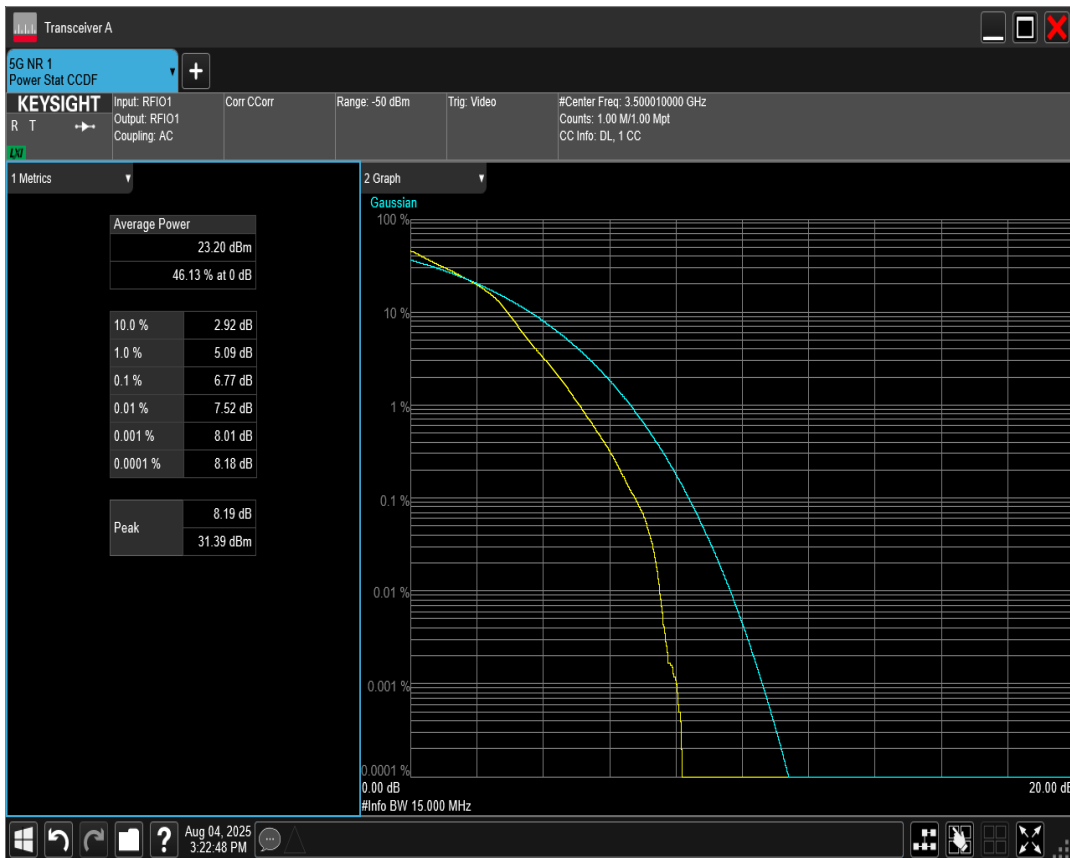 Transceiver A
5G NR 1
Power Stat CCDF
KEYSIGHT
R T
LXI
Input: RFIO1
Output: RFIO1
Coupling: AC
Corr CCorr
Range: -50 dBm
Trig: Video
#Center Freq: 3.500010000 GHz
Counts: 1.00 M/1.00 Mpt
CC Info: DL, 1 CC
1 Metrics
Average Power
23.20 dBm
46.13 % at 0 dB
10.0 % 2.92 dB
1.0 % 5.09 dB
0.1 % 6.77 dB
0.01 % 7.52 dB
0.001 % 8.01 dB
0.0001 % 8.18 dB
Peak
8.19 dB
31.39 dBm
2 Graph
Gaussian
100 %
10 %
1 %
0.1 %
0.01 %
0.001 %
0.0001 %
0.00 dB 20.00 dB
#Info BW 15.000 MHz
Aug 04, 2025
3:22:48 PM